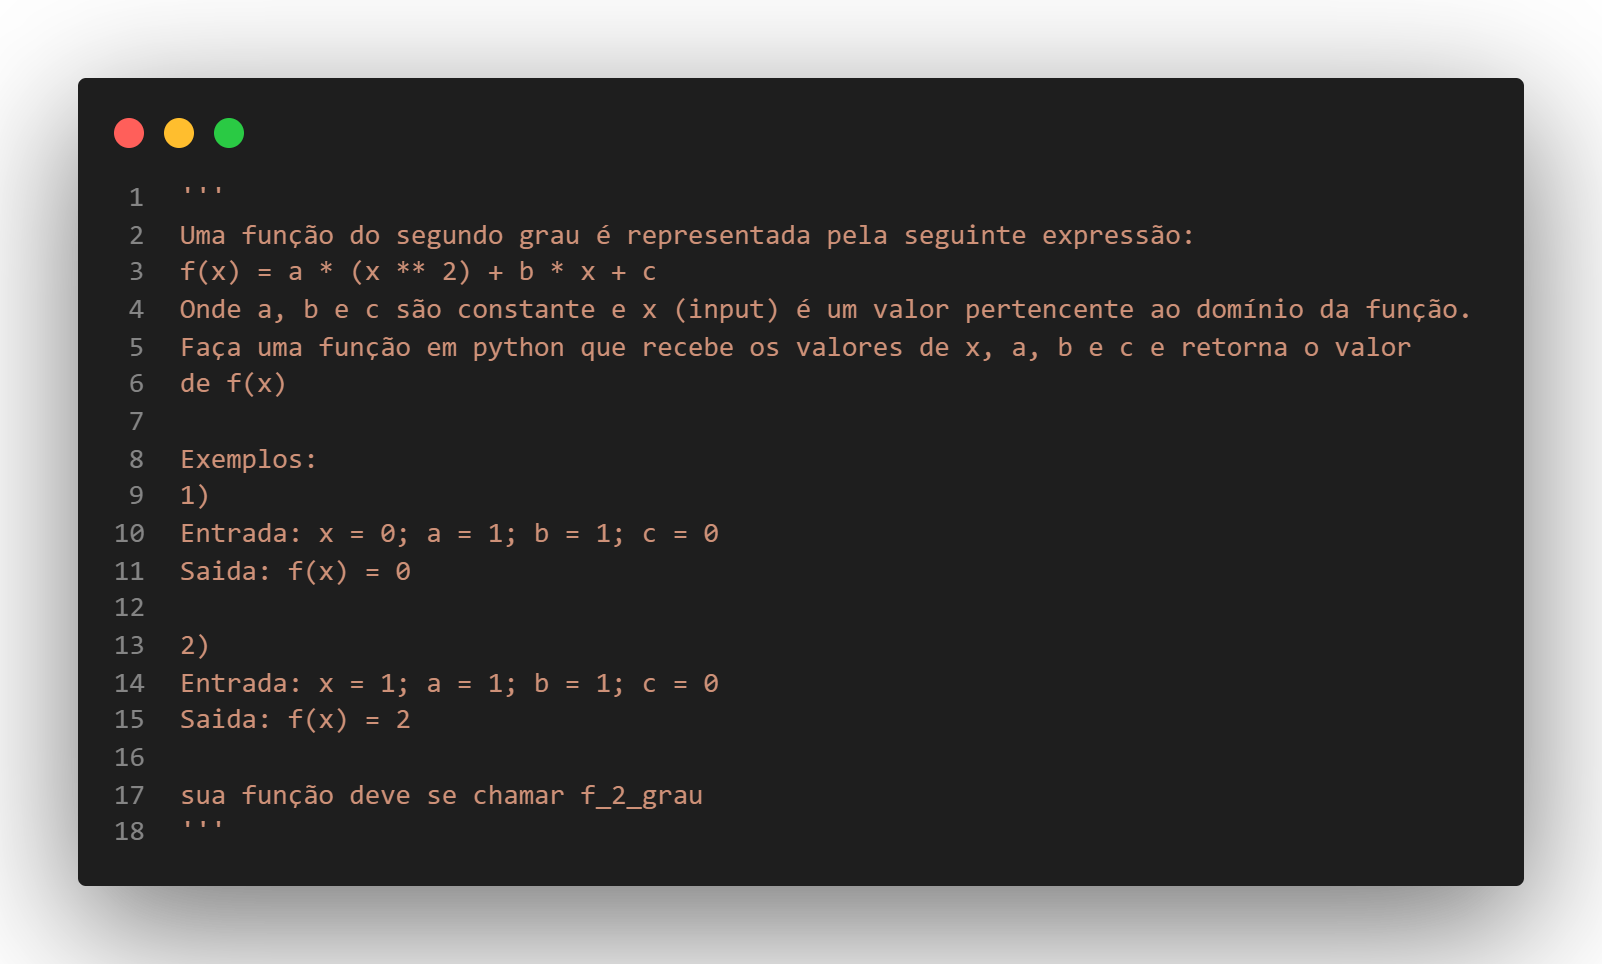 1 '''
2 Uma função do segundo grau é representada pela seguinte expressão:
3 f(x) = a * (x ** 2) + b * x + c
4 Onde a, b e c são constante e x (input) é um valor pertencente ao domínio da função.
5 Faça uma função em python que recebe os valores de x, a, b e c e retorna o valor
6 de f(x)
7
8 Exemplos:
9 1)
10 Entrada: x = 0; a = 1; b = 1; c = 0
11 Saida: f(x) = 0
12
13 2)
14 Entrada: x = 1; a = 1; b = 1; c = 0
15 Saida: f(x) = 2
16
17 sua função deve se chamar f_2_grau
18 '''